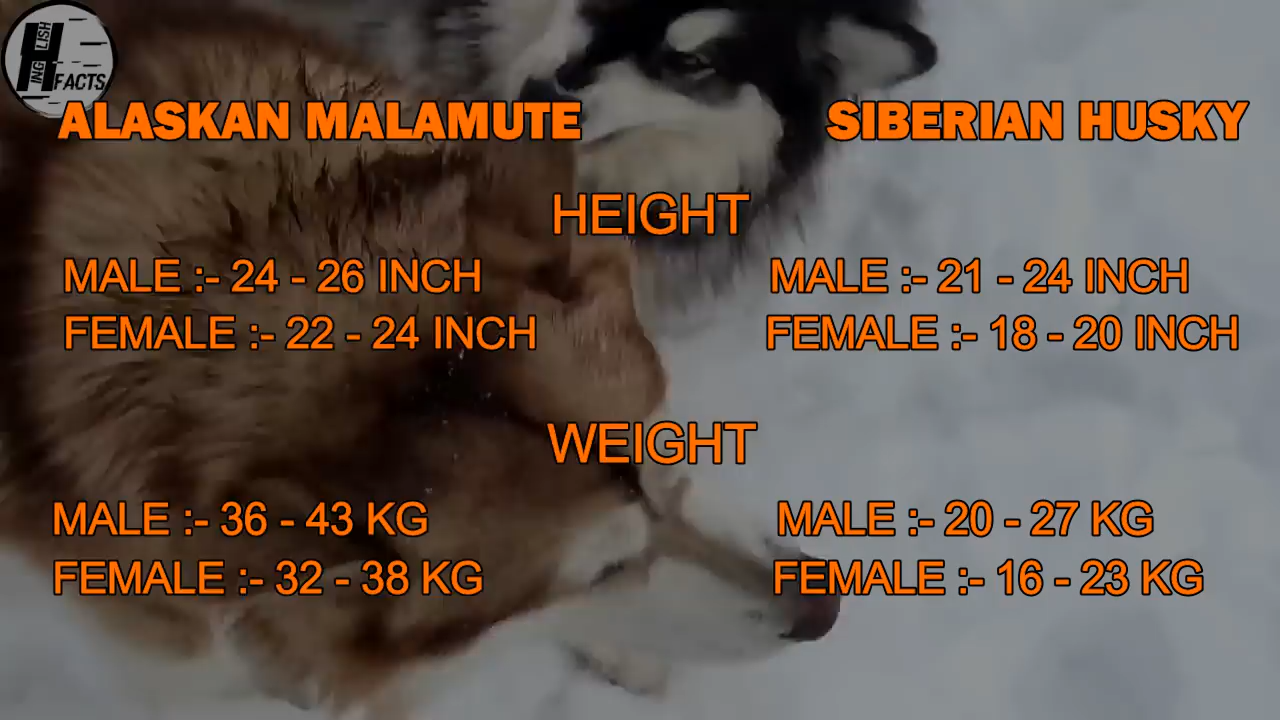 HINGLISH FACTS
ALASKAN MALAMUTE SIBERIAN HUSKY
HEIGHT
MALE :- 24 - 26 INCH MALE :- 21 - 24 INCH
FEMALE :- 22 - 24 INCH FEMALE :- 18 - 20 INCH
WEIGHT
MALE :- 36 - 43 KG MALE :- 20 - 27 KG
FEMALE :- 32 - 38 KG FEMALE :- 16 - 23 KG